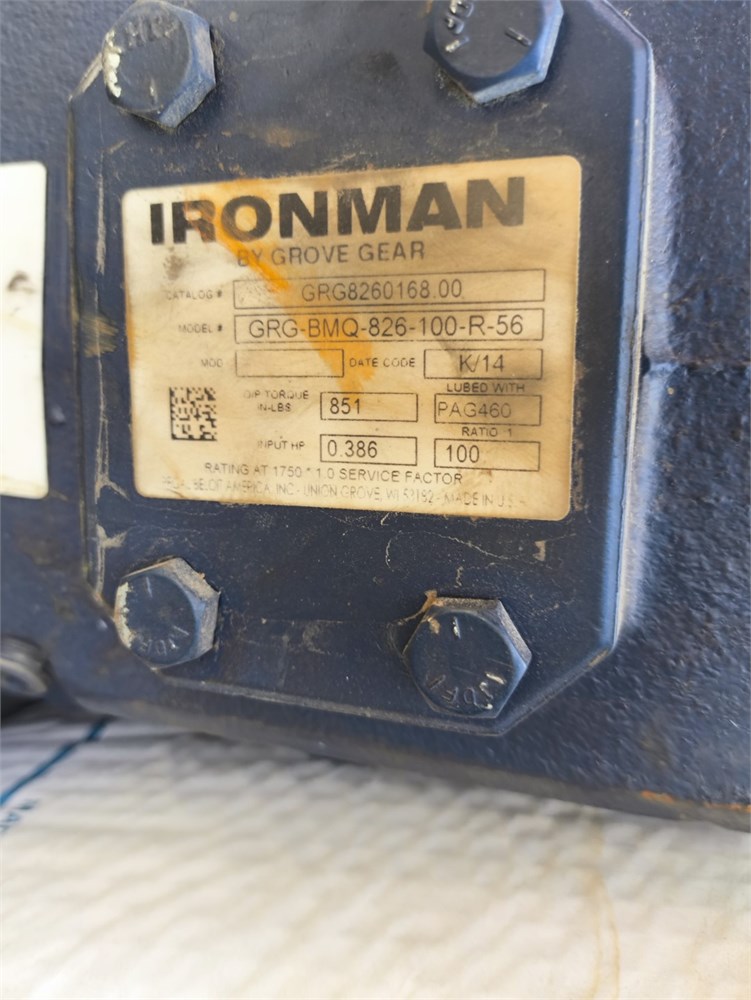 IRONMAN
BY GROVE GEAR
CATALOG # GRG8260168.00
MODEL # GRG-BMQ-826-100-R-56
MOD DATE CODE K/14
LUBED WITH
O/P TORQUE IN-LBS 851 PAG460
RATIO :1
INPUT HP 0.386 100
RATING AT 1750 * 1.0 SERVICE FACTOR
REGAL BELOIT AMERICA, INC - UNION GROVE, WI 53182 - MADE IN U.S.A.